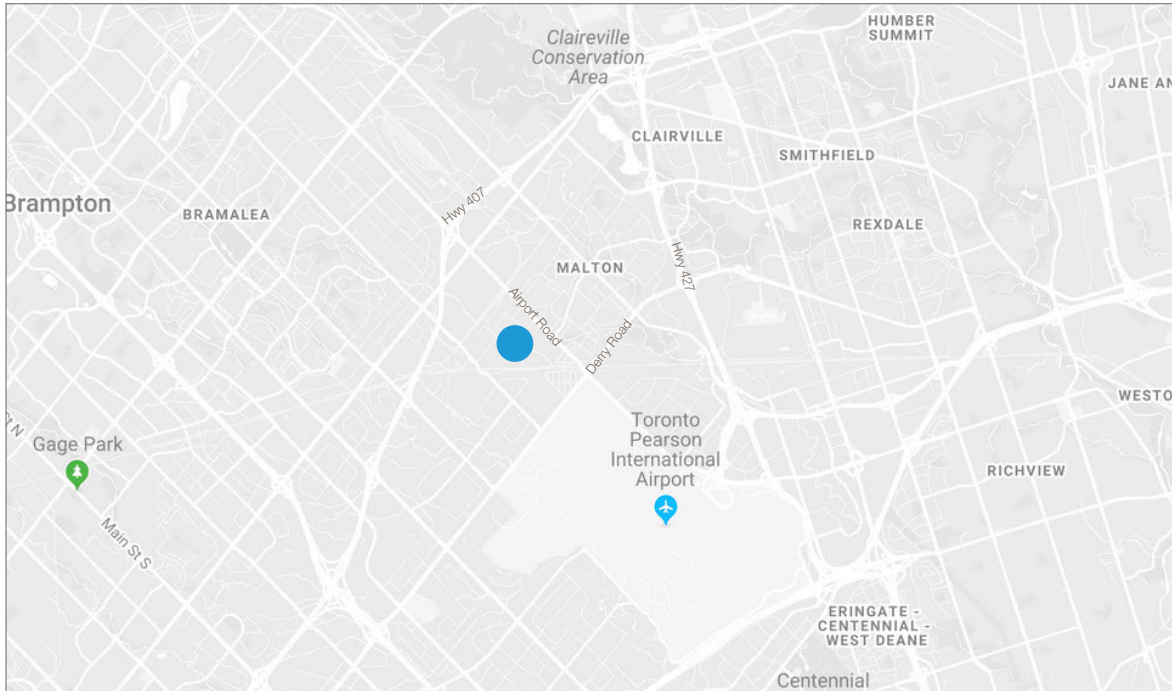 HUMBER
SUMMIT
Claireville
Conservation
Area
JANE AN
CLAIRVILLE
SMITHFIELD
Brampton
Hwy 407
BRAMALEA
REXDALE
MALTON
Hwy 427
Airport Road
Derry Road
WESTO
Toronto
Pearson
International
Airport
St N
Gage Park
RICHVIEW
Main St S
ERINGATE -
CENTENNIAL -
WEST DEANE
Centennial